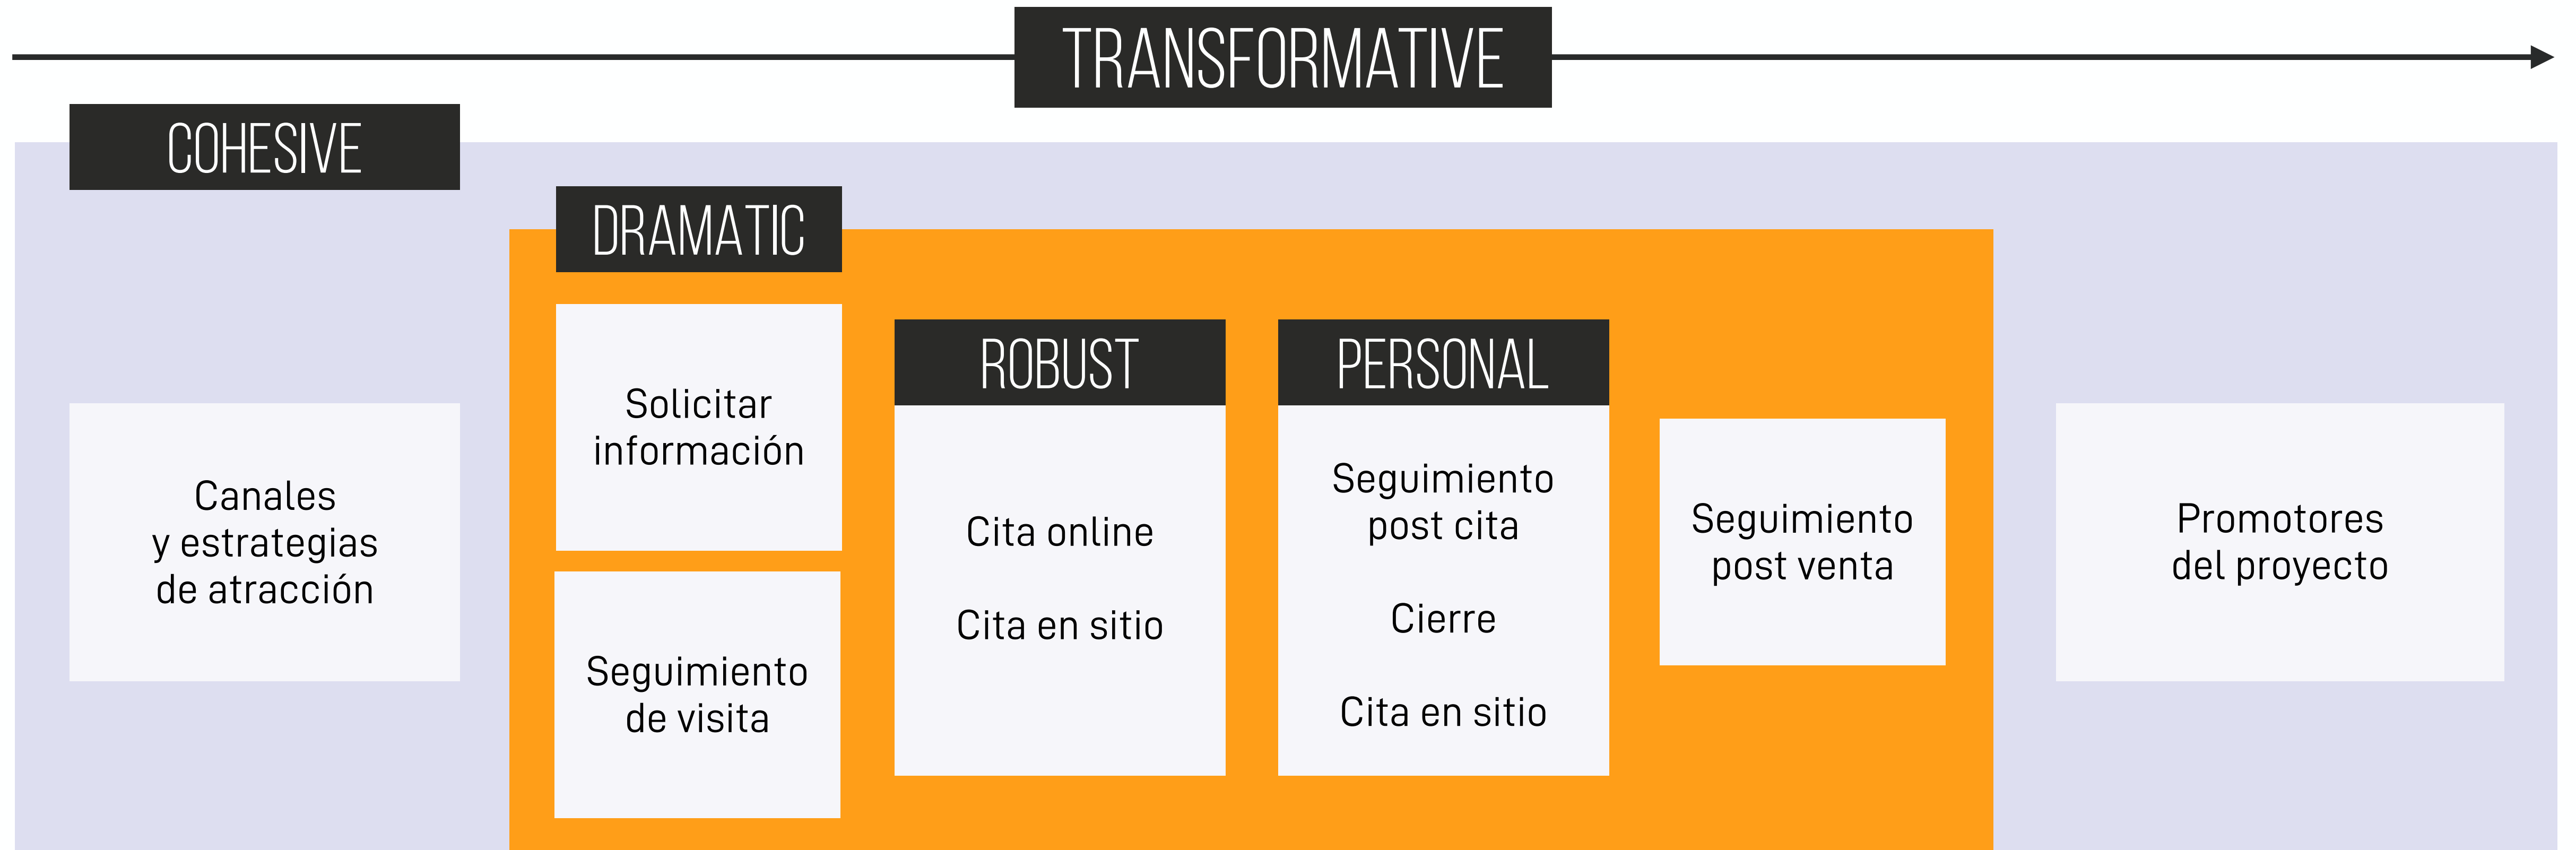 TRANSFORMATIVE
COHESIVE
Canales
y estrategias
de atracción
DRAMATIC
Solicitar
información
Seguimiento
de visita
ROBUST
Cita online
Cita en sitio
PERSONAL
Seguimiento
post cita
Cierre
Cita en sitio
Seguimiento
post venta
Promotores
del proyecto